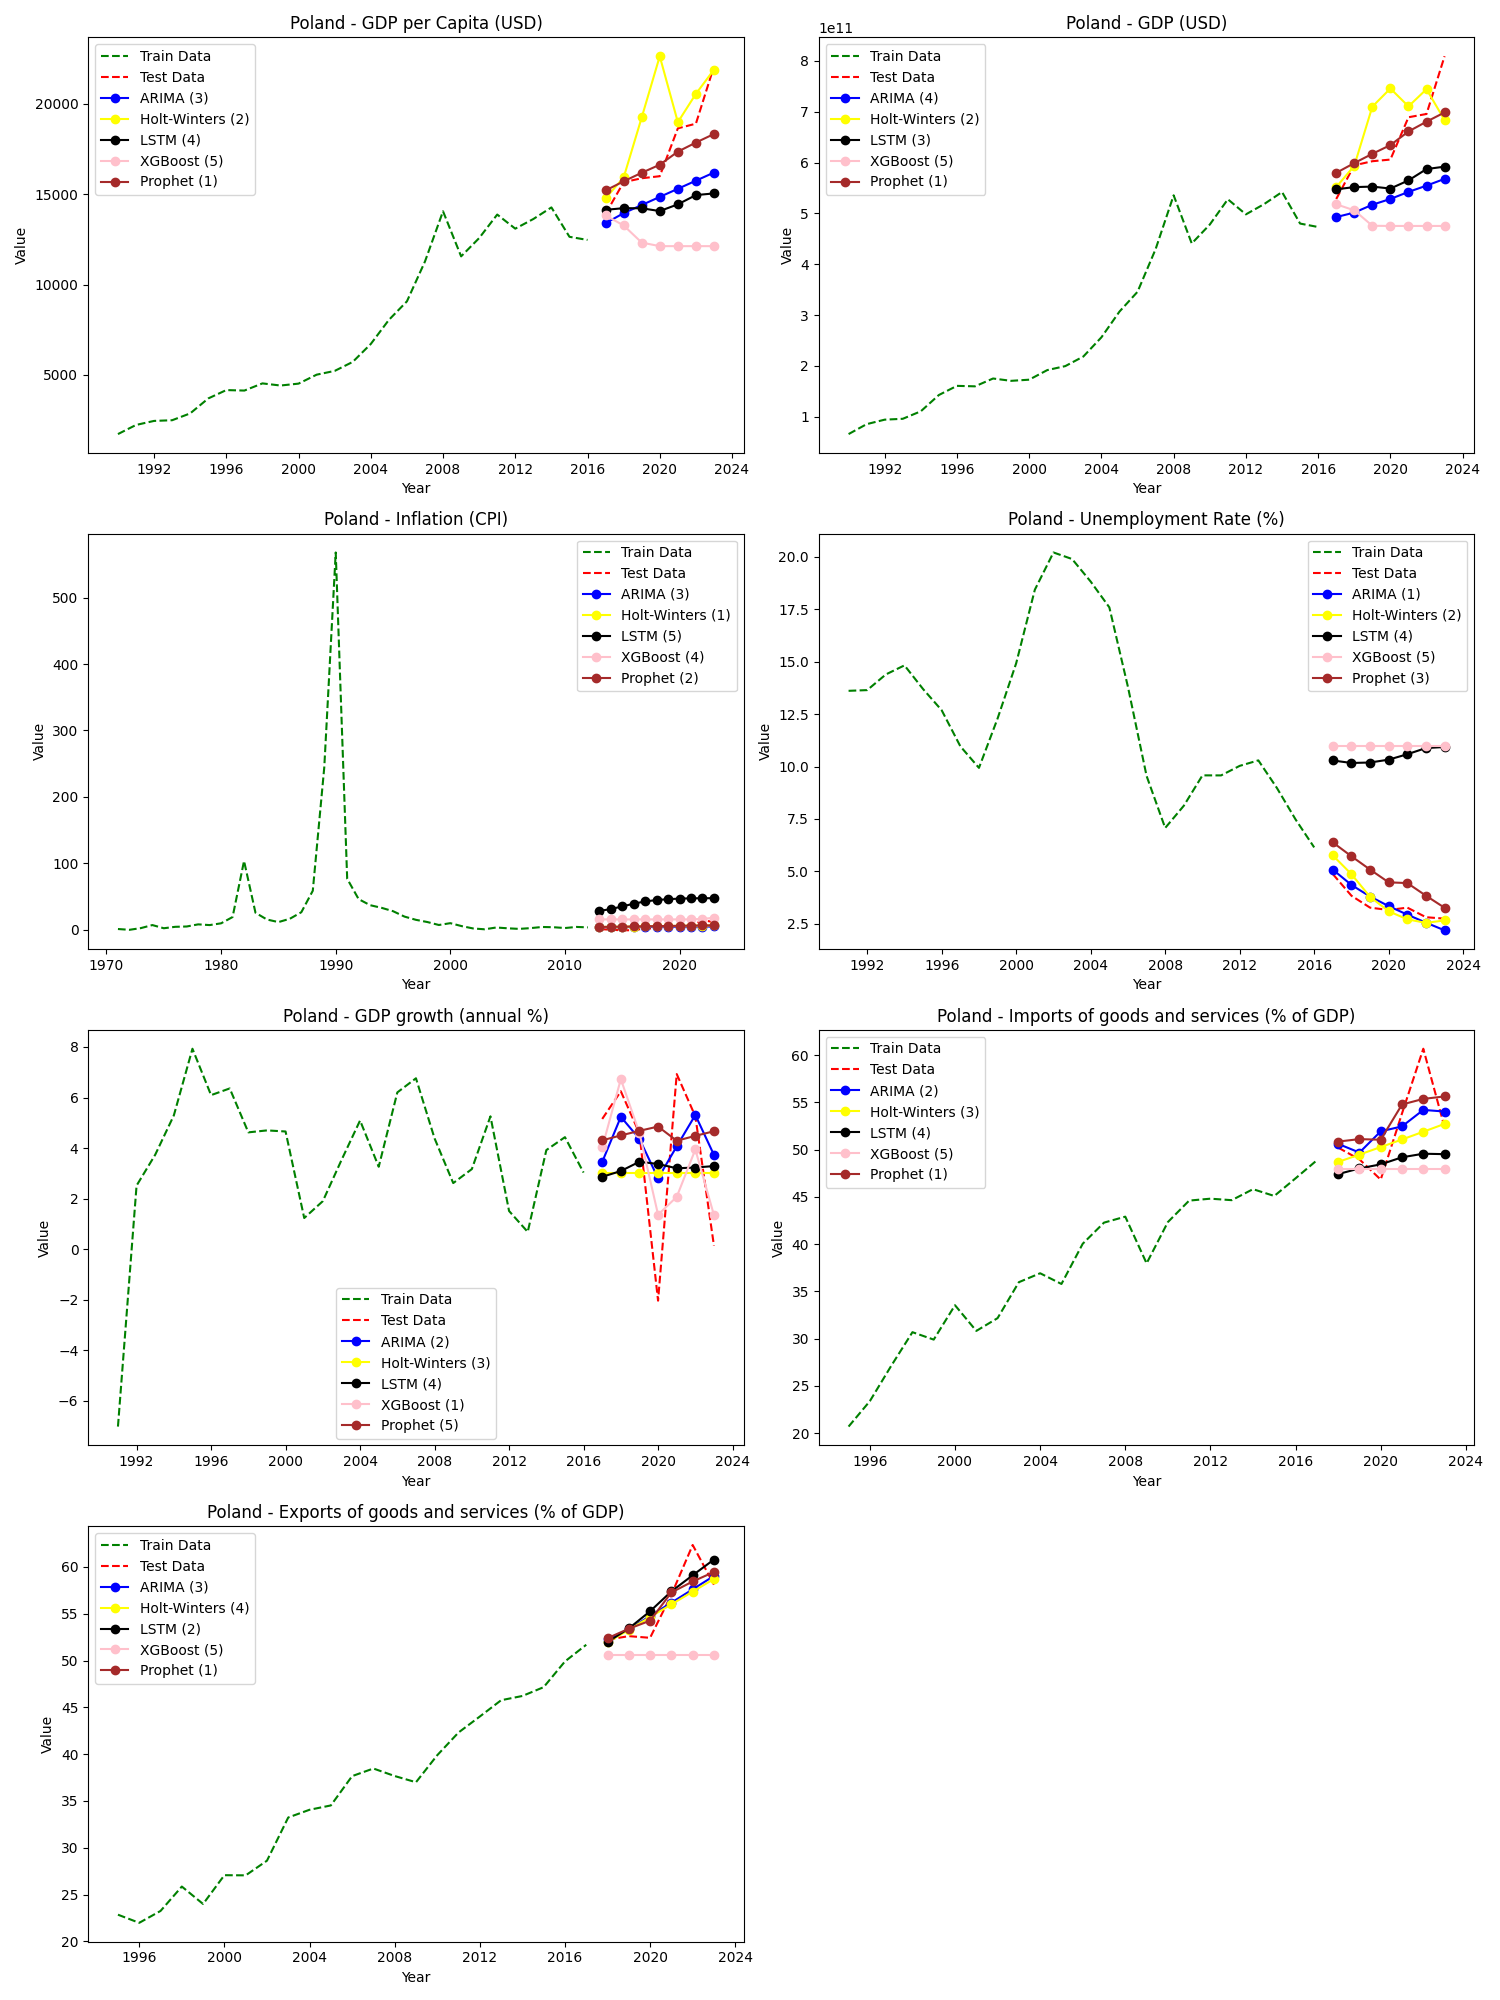 Poland - GDP per Capita (USD)
Train Data
Test Data
ARIMA (3)
Holt-Winters (2)
LSTM (4)
XGBoost (5)
Prophet (1)
Value
20000
15000
10000
5000
1992 1996 2000 2004 2008 2012 2016 2020 2024
Year
Poland - GDP (USD)
1e11
Train Data
Test Data
ARIMA (4)
Holt-Winters (2)
LSTM (3)
XGBoost (5)
Prophet (1)
Value
8
7
6
5
4
3
2
1
1992 1996 2000 2004 2008 2012 2016 2020 2024
Year
Poland - Inflation (CPI)
Train Data
Test Data
ARIMA (3)
Holt-Winters (1)
LSTM (5)
XGBoost (4)
Prophet (2)
Value
500
400
300
200
100
0
1970 1980 1990 2000 2010 2020
Year
Poland - Unemployment Rate (%)
Train Data
Test Data
ARIMA (1)
Holt-Winters (2)
LSTM (4)
XGBoost (5)
Prophet (3)
Value
20.0
17.5
15.0
12.5
10.0
7.5
5.0
2.5
1992 1996 2000 2004 2008 2012 2016 2020 2024
Year
Poland - GDP growth (annual %)
Value
8
6
4
2
0
−2
−4
−6
Train Data
Test Data
ARIMA (2)
Holt-Winters (3)
LSTM (4)
XGBoost (1)
Prophet (5)
1992 1996 2000 2004 2008 2012 2016 2020 2024
Year
Poland - Imports of goods and services (% of GDP)
Train Data
Test Data
ARIMA (2)
Holt-Winters (3)
LSTM (4)
XGBoost (5)
Prophet (1)
Value
60
55
50
45
40
35
30
25
20
1996 2000 2004 2008 2012 2016 2020 2024
Year
Poland - Exports of goods and services (% of GDP)
Train Data
Test Data
ARIMA (3)
Holt-Winters (4)
LSTM (2)
XGBoost (5)
Prophet (1)
Value
60
55
50
45
40
35
30
25
20
1996 2000 2004 2008 2012 2016 2020 2024
Year